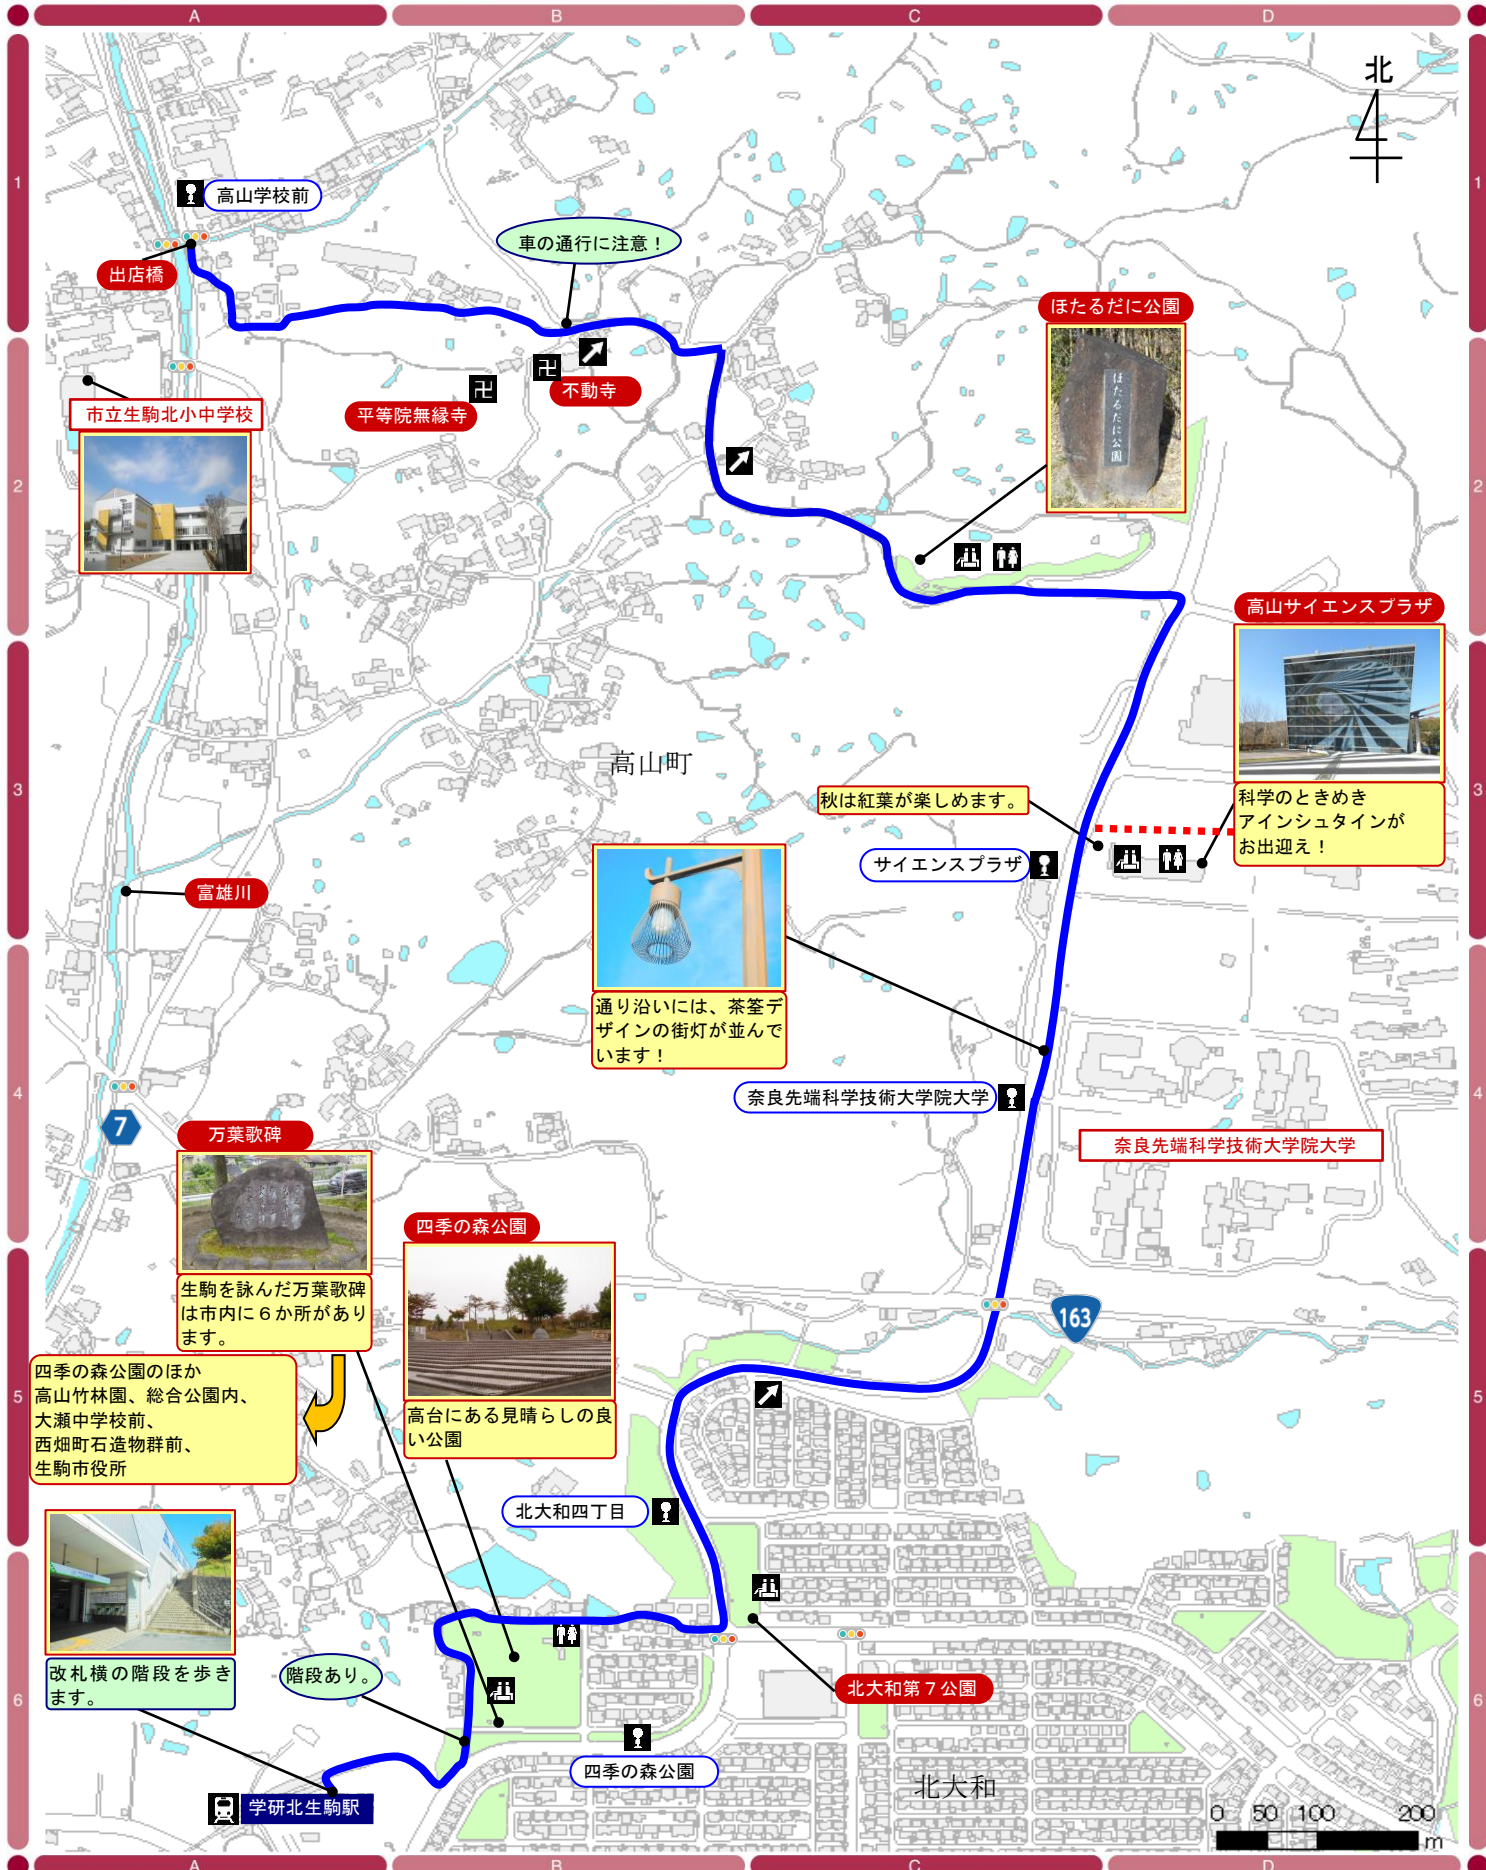 A
B
C
D
北
1
1
高山学校前
車の通行に注意！
出店橋
ほたるだに公園
ほたるだに公園
不動寺
平等院無縁寺
市立生駒北小中学校
2
2
高山サイエンスプラザ
高山町
3
3
秋は紅葉が楽しめます。
科学のときめき
アインシュタインが
お出迎え！
サイエンスプラザ
富雄川
通り沿いには、茶筌デ
ザインの街灯が並んで
います！
4
4
奈良先端科学技術大学院大学
7
万葉歌碑
奈良先端科学技術大学院大学
四季の森公園
生駒を詠んだ万葉歌碑
は市内に６か所があり
ます。
163
四季の森公園のほか
高山竹林園、総合公園内、
大瀬中学校前、
西畑町石造物群前、
生駒市役所
5
5
高台にある見晴らしの良
い公園
北大和四丁目
改札横の階段を歩き
ます。
階段あり。
6
6
北大和第７公園
四季の森公園
北大和
学研北生駒駅
0 50 100 200
m
A
B
C
D